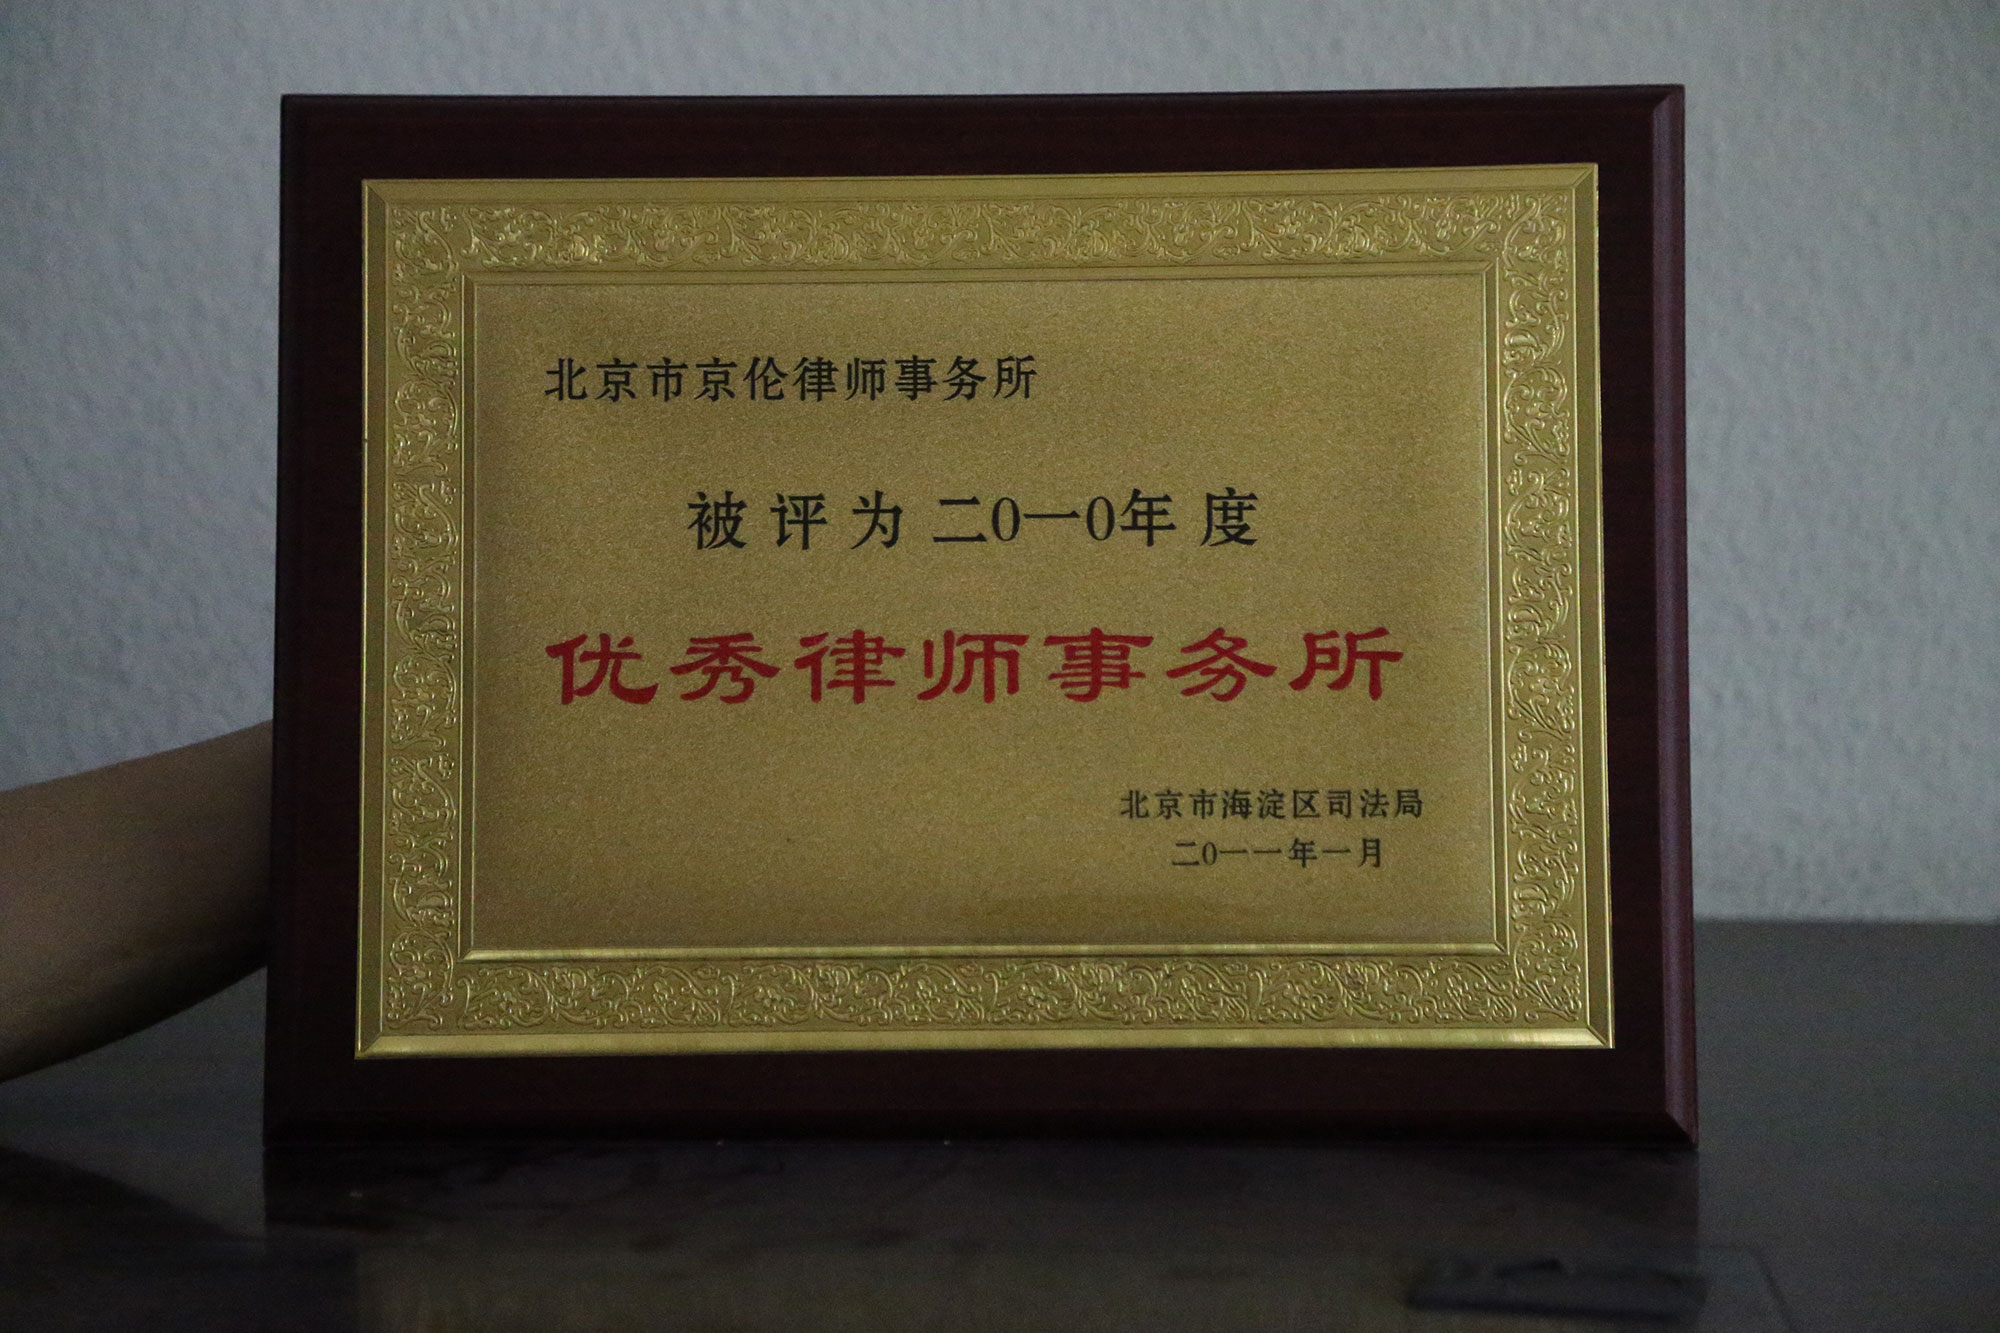 北京市京伦律师事务所
被评为二0一0年度
优秀律师事务所
北京市海淀区司法局
二0一一年一月